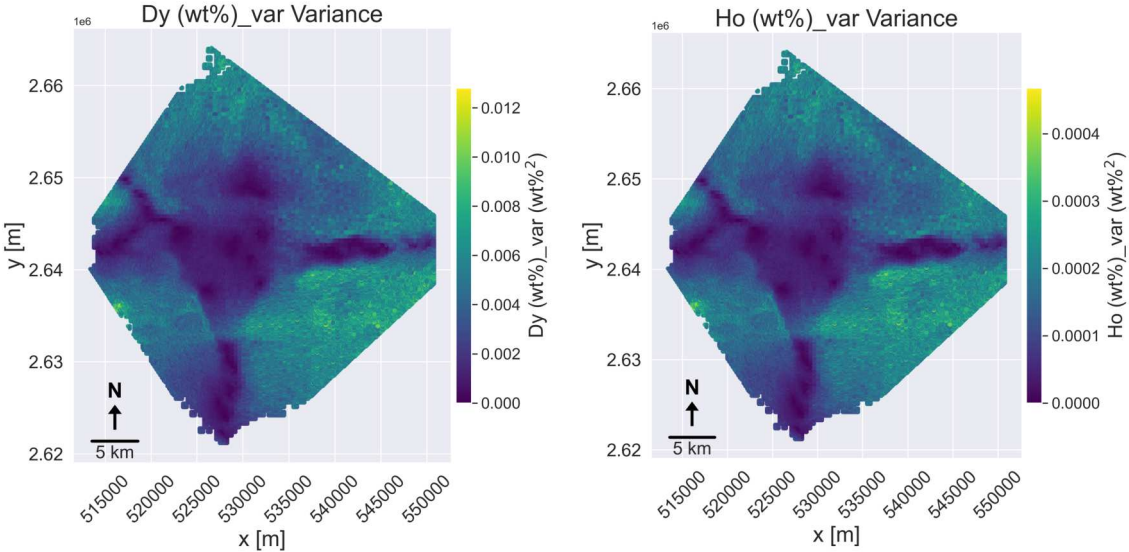 Dy (wt%)_var Variance
1e6
2.66
2.65
2.64
2.63
2.62
y [m]
N
5 km
515000
520000
525000
530000
535000
540000
545000
550000
x [m]
0.012
0.010
0.008
0.006
0.004
0.002
0.000
Dy (wt%)_var (wt%²)
Ho (wt%)_var Variance
1e6
2.66
2.65
2.64
2.63
2.62
y [m]
N
5 km
515000
520000
525000
530000
535000
540000
545000
550000
x [m]
0.0004
0.0003
0.0002
0.0001
0.0000
Ho (wt%)_var (wt%²)